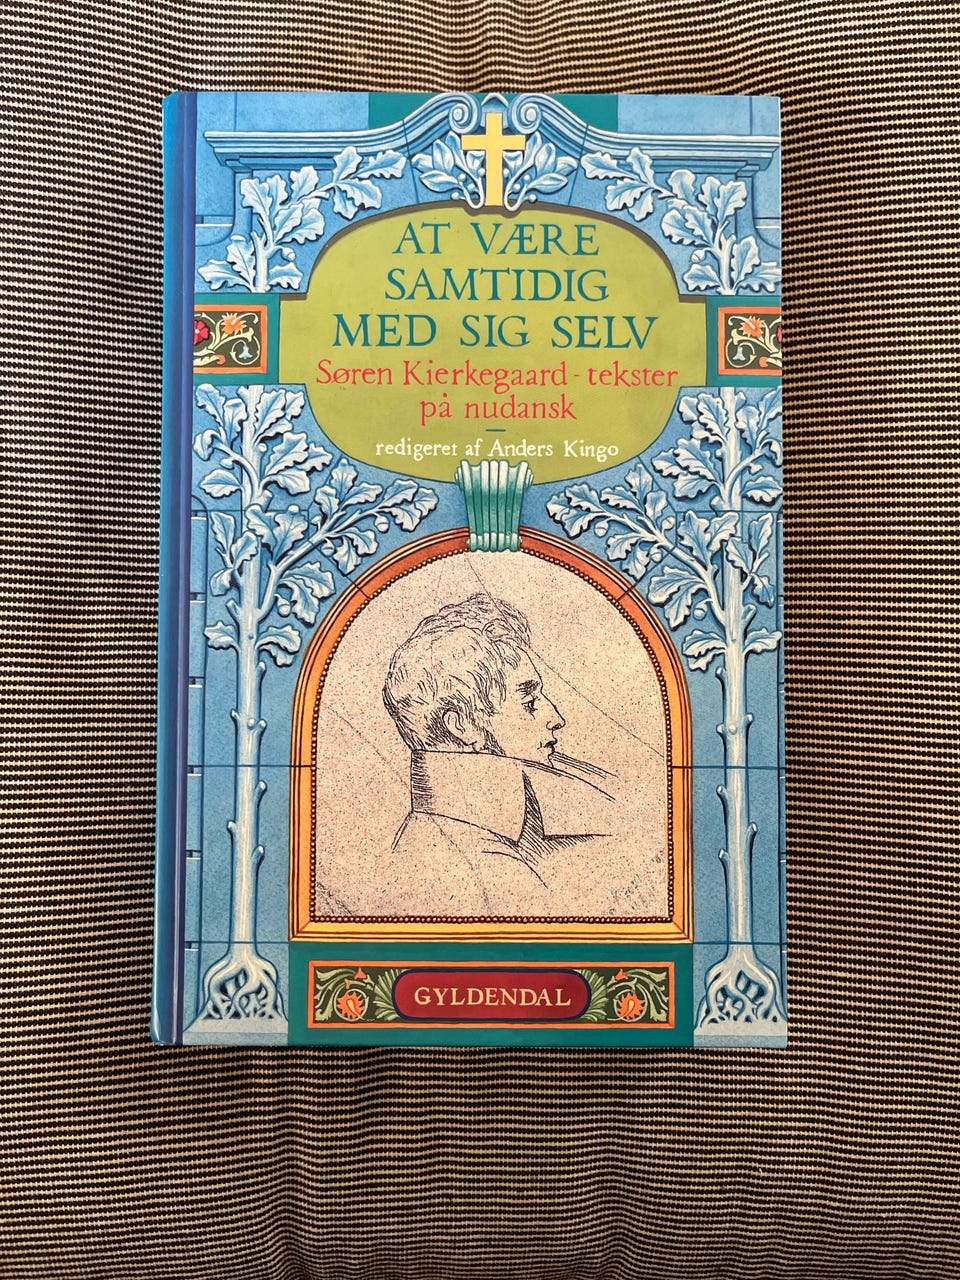 AT VÆRE
SAMTIDIG
MED SIG SELV
Søren Kierkegaard-tekster
på nudansk
redigeret af Anders Kingo
GYLDENDAL